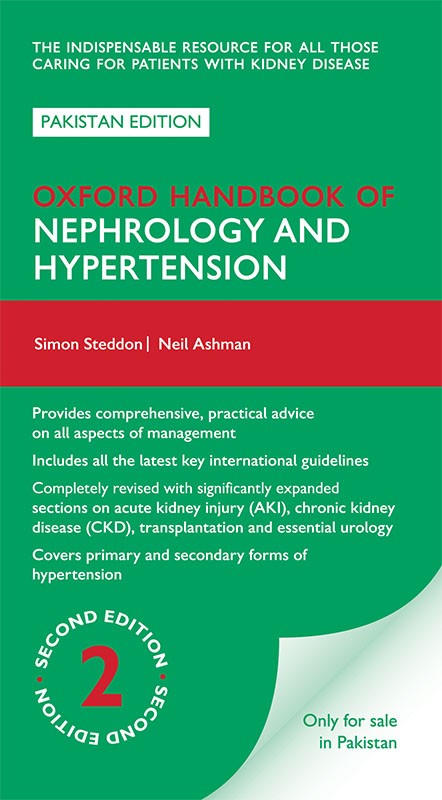 THE INDISPENSABLE RESOURCE FOR ALL THOSE
CARING FOR PATIENTS WITH KIDNEY DISEASE
PAKISTAN EDITION
OXFORD HANDBOOK OF
NEPHROLOGY AND
HYPERTENSION
Simon Steddon | Neil Ashman
Provides comprehensive, practical advice
on all aspects of management
Includes all the latest key international guidelines
Completely revised with significantly expanded
sections on acute kidney injury (AKI), chronic kidney
disease (CKD), transplantation and essential urology
Covers primary and secondary forms of
hypertension
SECOND EDITION • SECOND EDITION •
2
Only for sale
in Pakistan